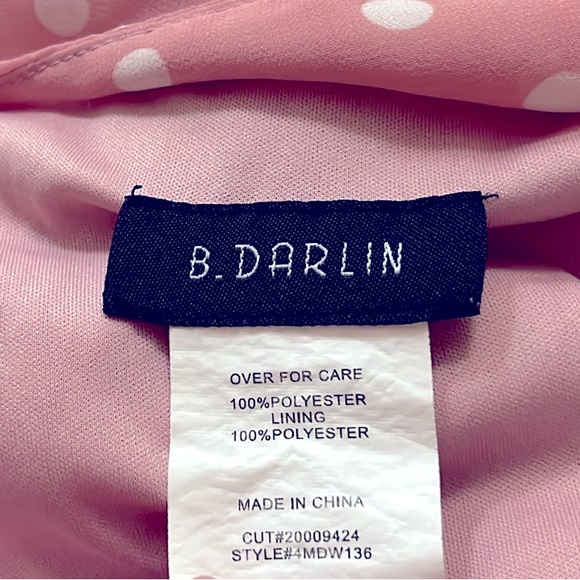 B. DARLIN
OVER FOR CARE
100%POLYESTER
LINING
100%POLYESTER
MADE IN CHINA
CUT#20009424
STYLE#4MDW136